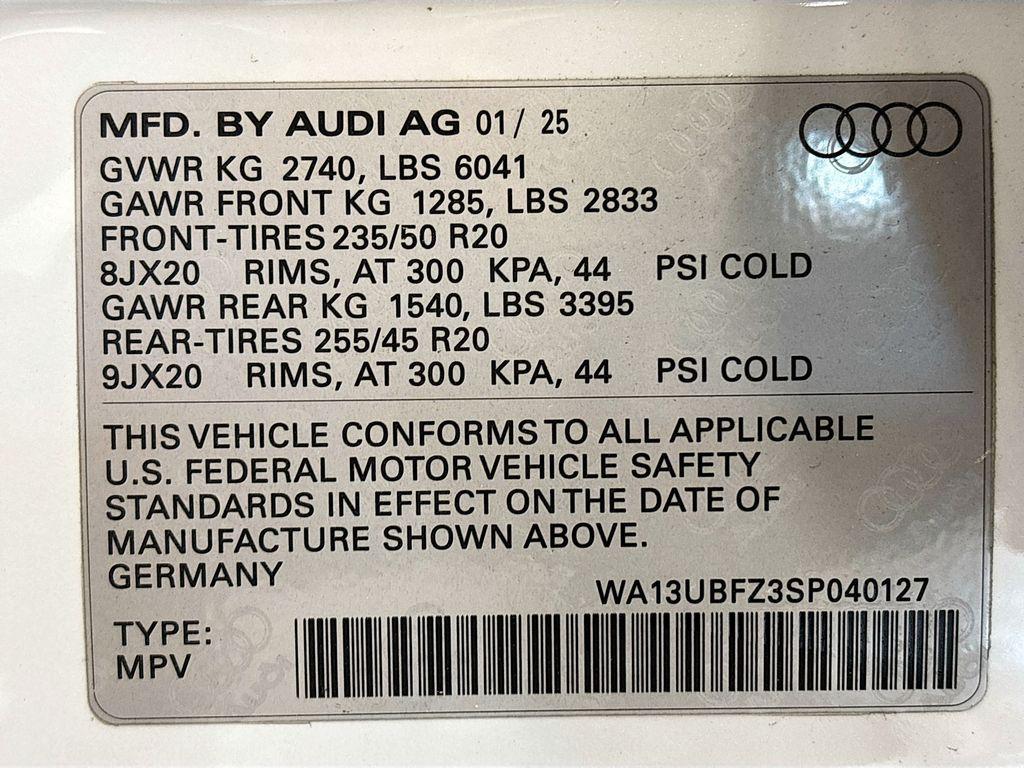 MFD. BY AUDI AG 01/ 25
GVWR KG 2740, LBS 6041
GAWR FRONT KG 1285, LBS 2833
FRONT-TIRES 235/50 R20
8JX20 RIMS, AT 300 KPA, 44 PSI COLD
GAWR REAR KG 1540, LBS 3395
REAR-TIRES 255/45 R20
9JX20 RIMS, AT 300 KPA, 44 PSI COLD
THIS VEHICLE CONFORMS TO ALL APPLICABLE
U.S. FEDERAL MOTOR VEHICLE SAFETY
STANDARDS IN EFFECT ON THE DATE OF
MANUFACTURE SHOWN ABOVE.
GERMANY
WA13UBFZ3SP040127
TYPE:
MPV